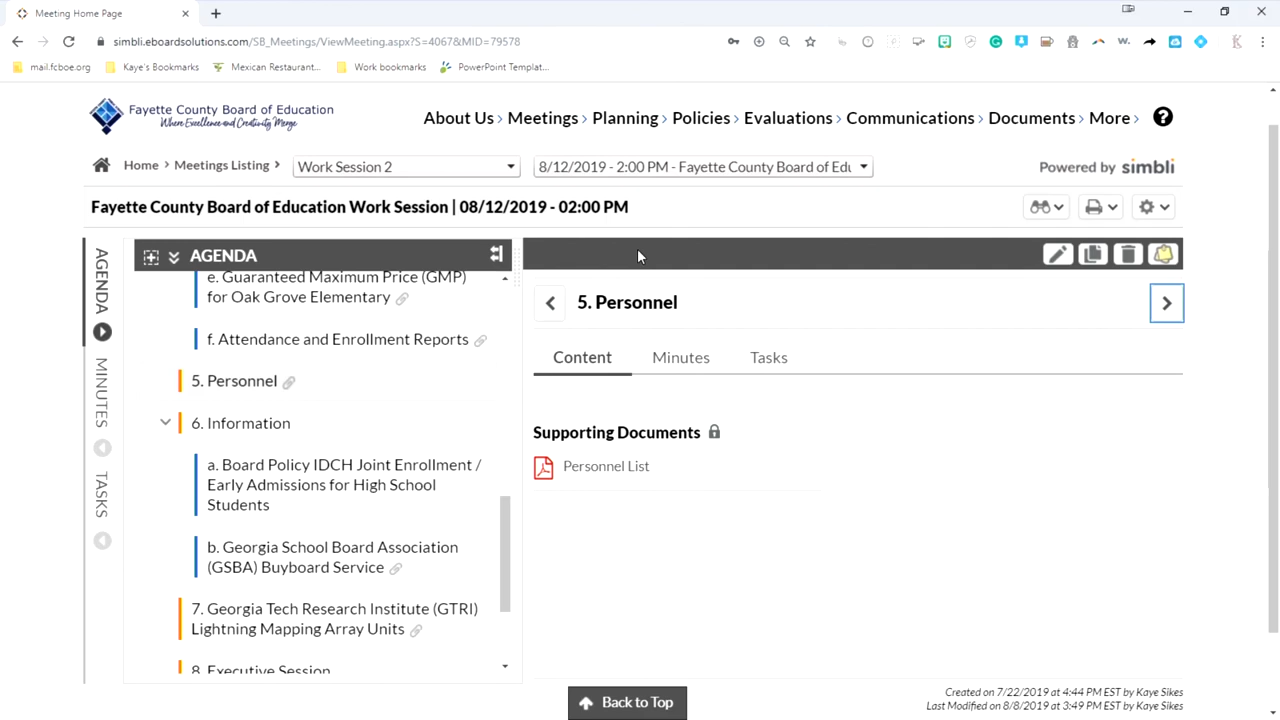 Meeting Home Page
simbli.eboardsolutions.com/SB_Meetings/ViewMeeting.aspx?S=4067&MID=79578
mail.fcboe.org
Kaye's Bookmarks
Mexican Restaurant...
Work bookmarks
PowerPoint Templat...
Fayette County Board of Education
Where Excellence and Creativity Merge
About Us
Meetings
Planning
Policies
Evaluations
Communications
Documents
More
Home
Meetings Listing
Work Session 2
8/12/2019 - 2:00 PM - Fayette County Board of Edu
Powered by simbli
Fayette County Board of Education Work Session | 08/12/2019 - 02:00 PM
AGENDA
MINUTES
TASKS
AGENDA
e. Guaranteed Maximum Price (GMP)
for Oak Grove Elementary
f. Attendance and Enrollment Reports
5. Personnel
6. Information
a. Board Policy IDCH Joint Enrollment /
Early Admissions for High School
Students
b. Georgia School Board Association
(GSBA) Buyboard Service
7. Georgia Tech Research Institute (GTRI)
Lightning Mapping Array Units
8. Executive Session
5. Personnel
Content
Minutes
Tasks
Supporting Documents
Personnel List
Back to Top
Created on 7/22/2019 at 4:44 PM EST by Kaye Sikes
Last Modified on 8/8/2019 at 3:49 PM EST by Kaye Sikes